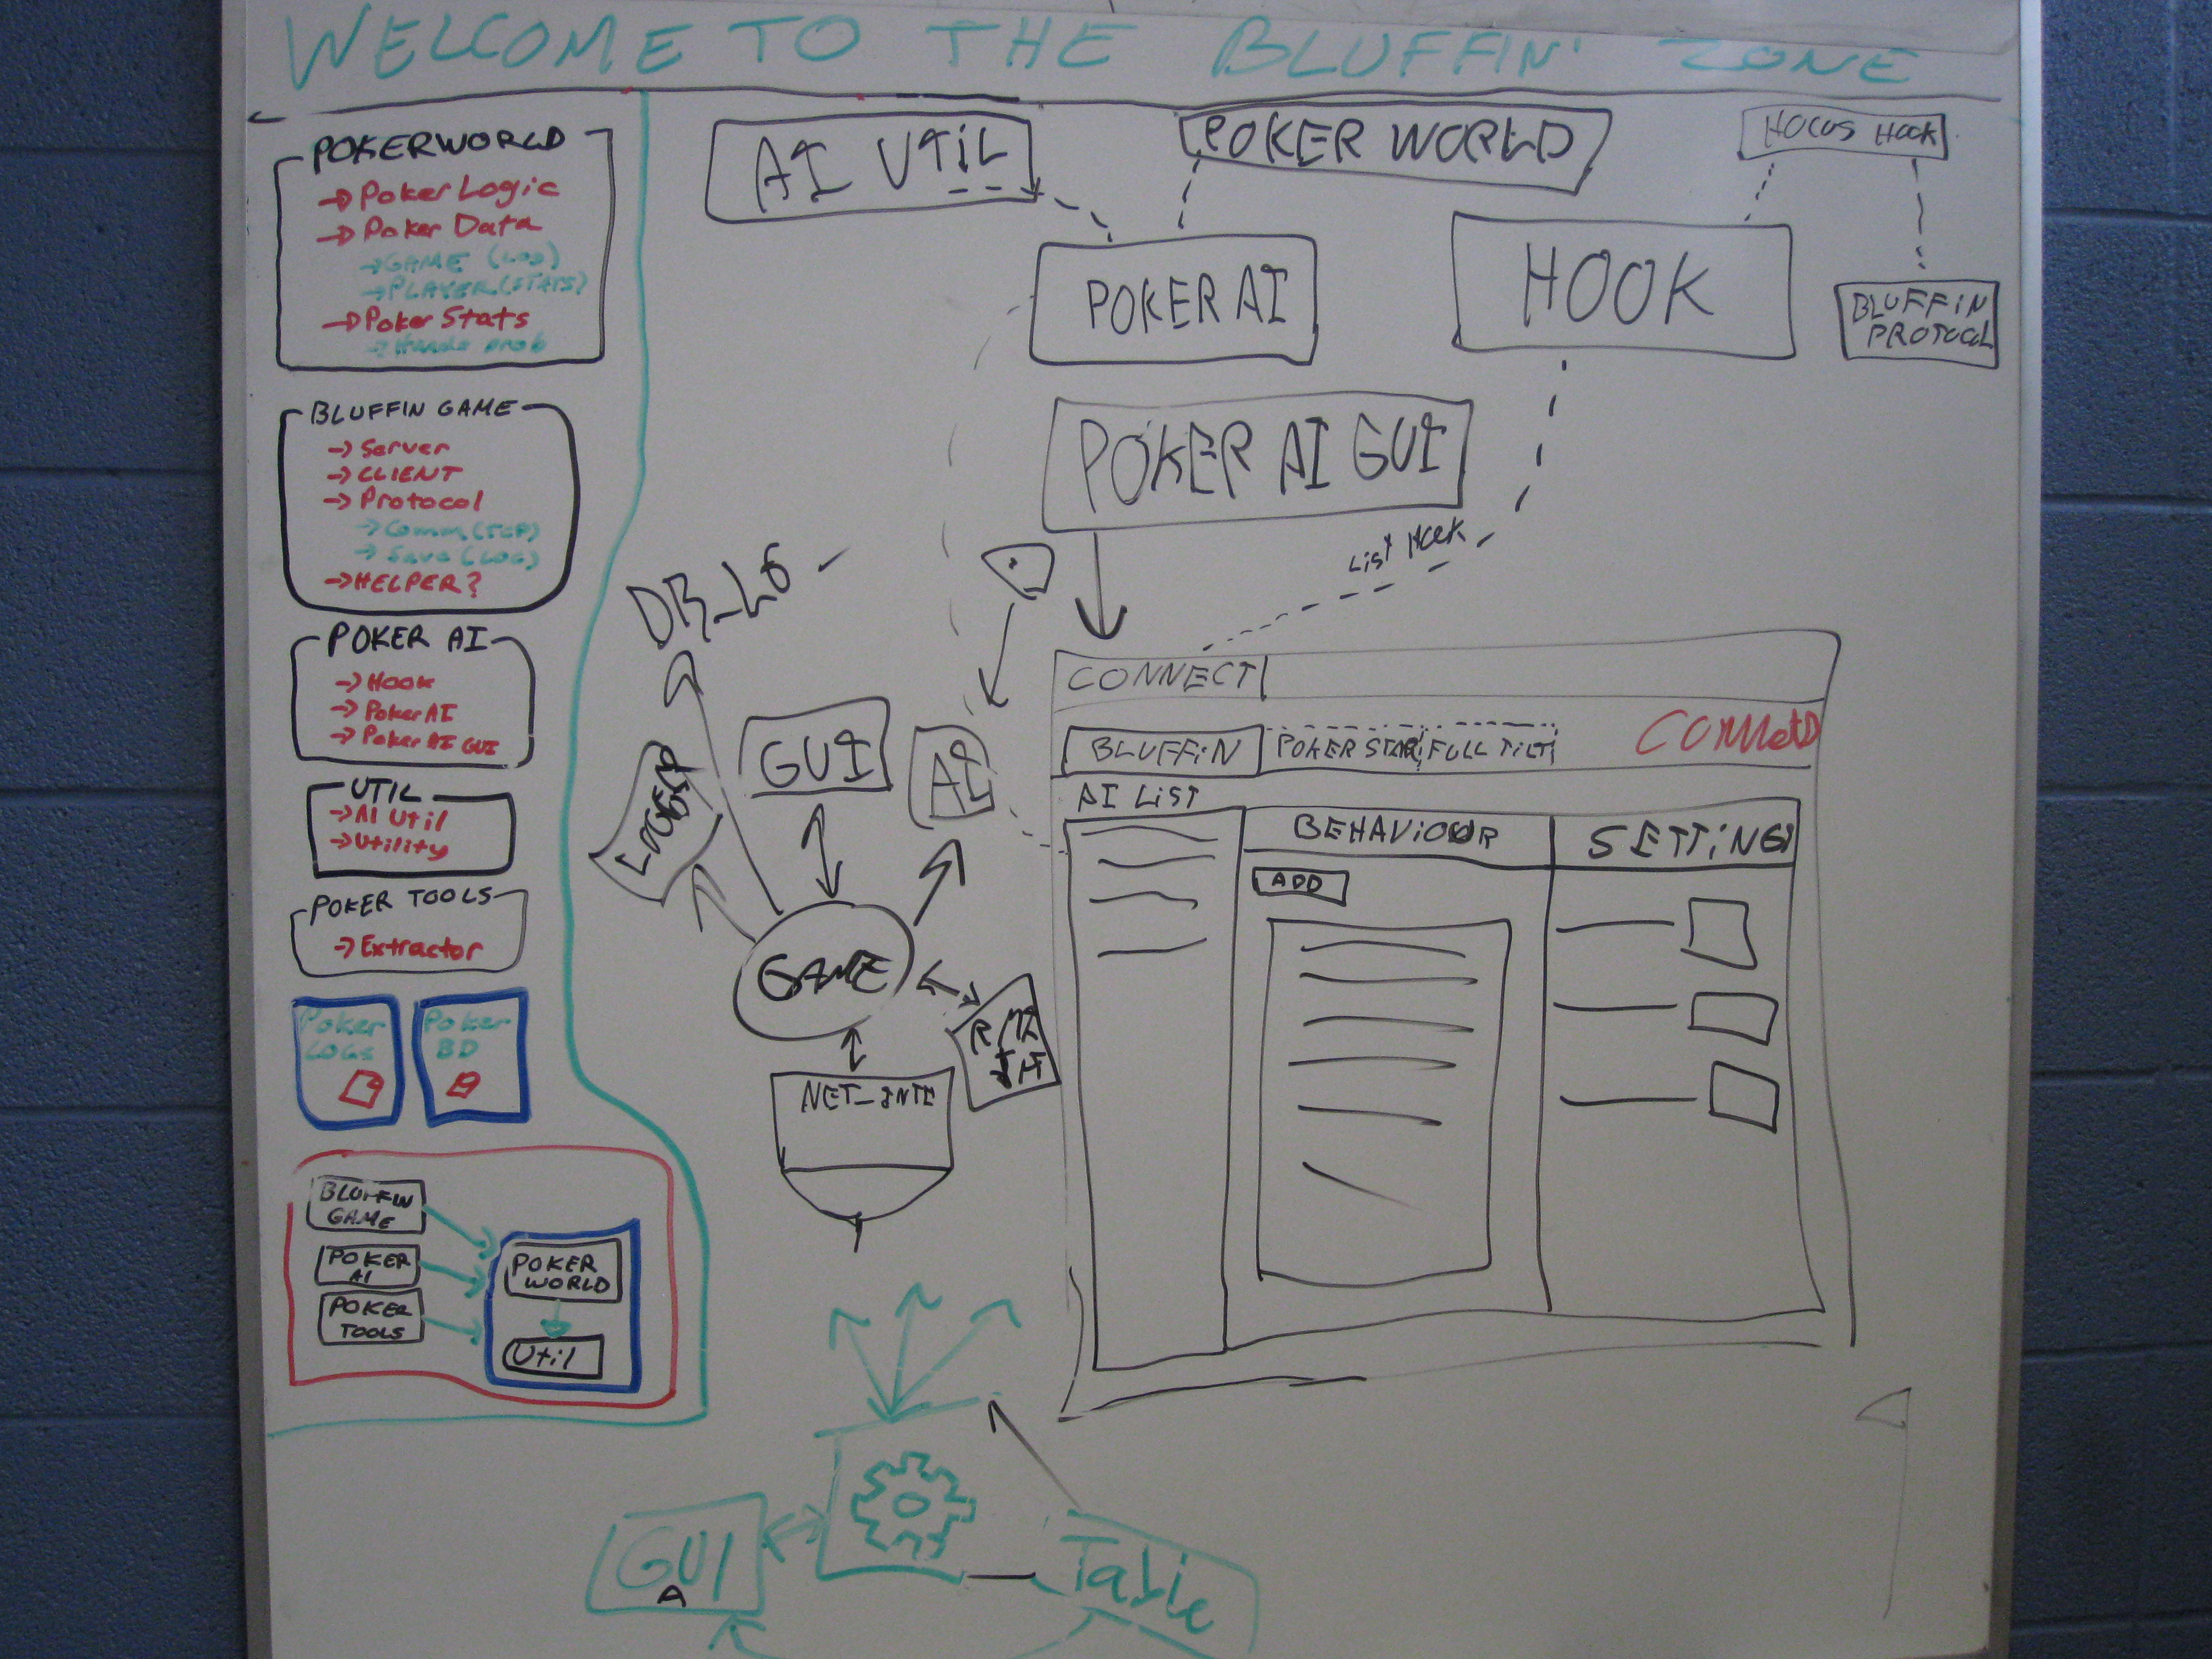 WELCOME TO THE BLUFFIN' ZONE
POKERWORLD
→ Poker Logic
→ Poker Data
→ GAME (LOG)
→ PLAYER (STATS)
→ Poker Stats
→ Hands prob
BLUFFIN GAME
→ Server
→ CLIENT
→ Protocol
→ Comm (TCP)
→ Save (LOG)
→ HELPER?
POKER AI
→ Hook
→ Poker AI
→ Poker AI GUI
UTIL
→ AI Util
→ Utility
POKER TOOLS
→ Extractor
Poker
LOGS
Poker
BD
BLUFFIN
GAME
POKER
AI
POKER
TOOLS
POKER
WORLD
Util
AI UTIL
POKER WORLD
HOCUS HOOK
POKER AI
HOOK
BLUFFIN
PROTOCOL
POKER AI GUI
List HOOK
CONNECT
BLUFFIN
POKER STAR
FULL TILT
AI LIST
BEHAVIOUR
SETTING
ADD
LOGGER
GUI
AI
GAME
GUI
A
Table